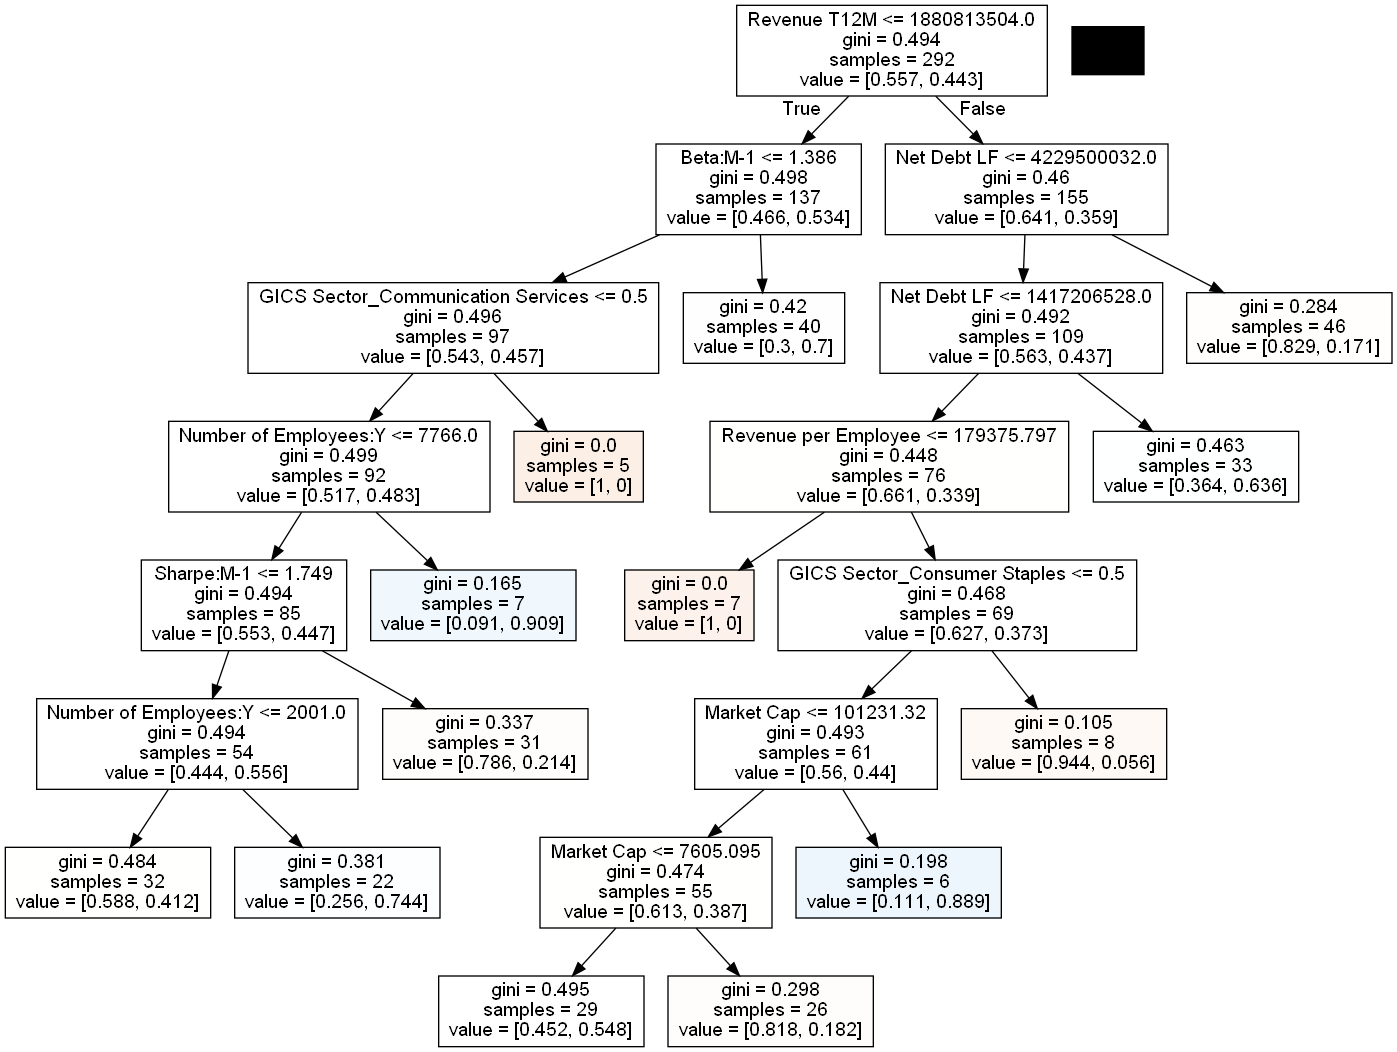 Revenue T12M <= 1880813504.0
gini = 0.494
samples = 292
value = [0.557, 0.443]
True
False
Beta:M-1 <= 1.386
gini = 0.498
samples = 137
value = [0.466, 0.534]
Net Debt LF <= 4229500032.0
gini = 0.46
samples = 155
value = [0.641, 0.359]
GICS Sector_Communication Services <= 0.5
gini = 0.496
samples = 97
value = [0.543, 0.457]
gini = 0.42
samples = 40
value = [0.3, 0.7]
Net Debt LF <= 1417206528.0
gini = 0.492
samples = 109
value = [0.563, 0.437]
gini = 0.284
samples = 46
value = [0.829, 0.171]
Number of Employees:Y <= 7766.0
gini = 0.499
samples = 92
value = [0.517, 0.483]
gini = 0.0
samples = 5
value = [1, 0]
Revenue per Employee <= 179375.797
gini = 0.448
samples = 76
value = [0.661, 0.339]
gini = 0.463
samples = 33
value = [0.364, 0.636]
Sharpe:M-1 <= 1.749
gini = 0.494
samples = 85
value = [0.553, 0.447]
gini = 0.165
samples = 7
value = [0.091, 0.909]
gini = 0.0
samples = 7
value = [1, 0]
GICS Sector_Consumer Staples <= 0.5
gini = 0.468
samples = 69
value = [0.627, 0.373]
Number of Employees:Y <= 2001.0
gini = 0.494
samples = 54
value = [0.444, 0.556]
gini = 0.337
samples = 31
value = [0.786, 0.214]
Market Cap <= 101231.32
gini = 0.493
samples = 61
value = [0.56, 0.44]
gini = 0.105
samples = 8
value = [0.944, 0.056]
gini = 0.484
samples = 32
value = [0.588, 0.412]
gini = 0.381
samples = 22
value = [0.256, 0.744]
Market Cap <= 7605.095
gini = 0.474
samples = 55
value = [0.613, 0.387]
gini = 0.198
samples = 6
value = [0.111, 0.889]
gini = 0.495
samples = 29
value = [0.452, 0.548]
gini = 0.298
samples = 26
value = [0.818, 0.182]